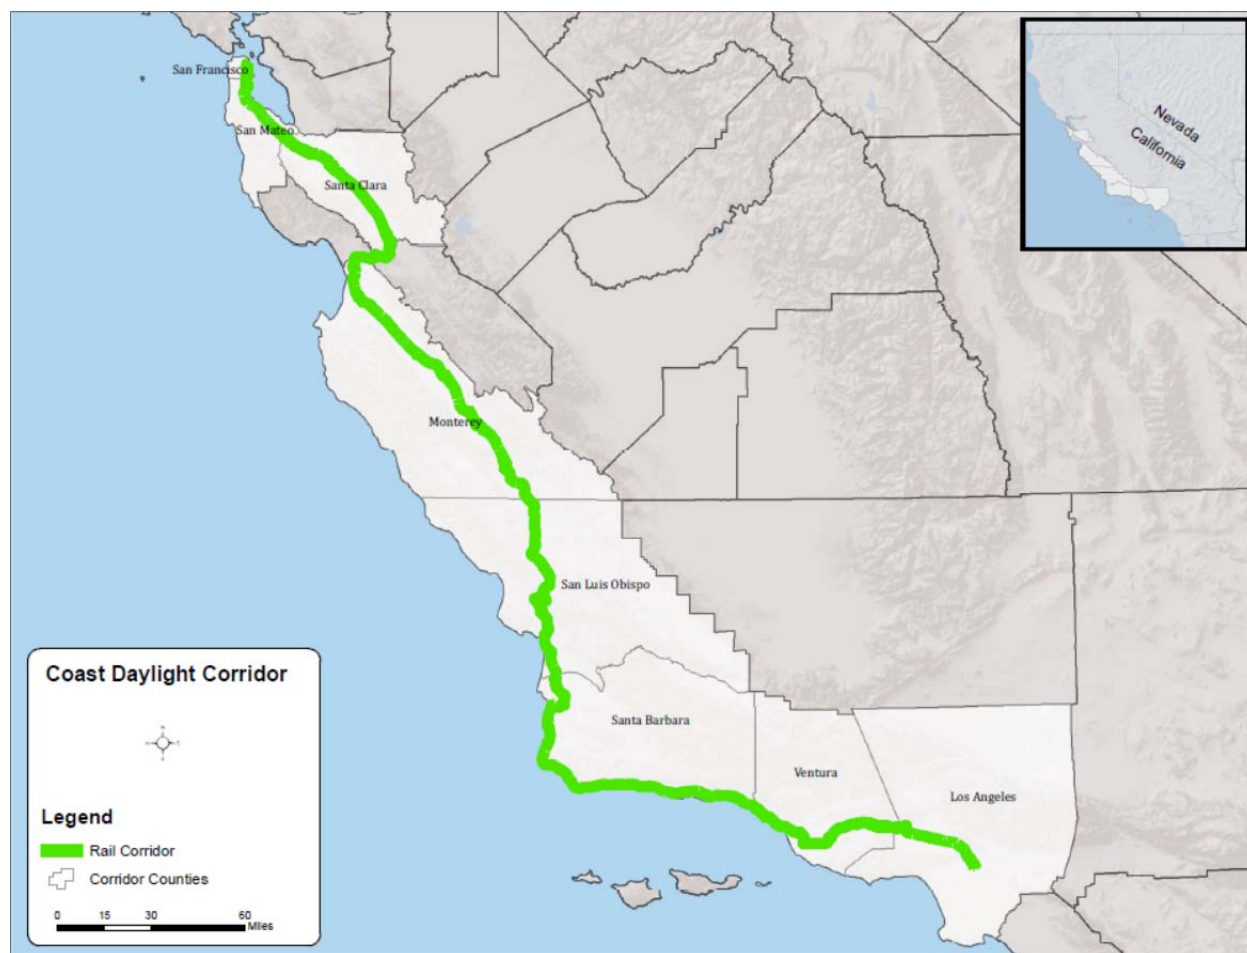 San Francisco
San Mateo
Santa Clara
Monterey
San Luis Obispo
Santa Barbara
Ventura
Los Angeles
Nevada
California
Coast Daylight Corridor
Legend
Rail Corridor
Corridor Counties
0 15 30 60
Miles